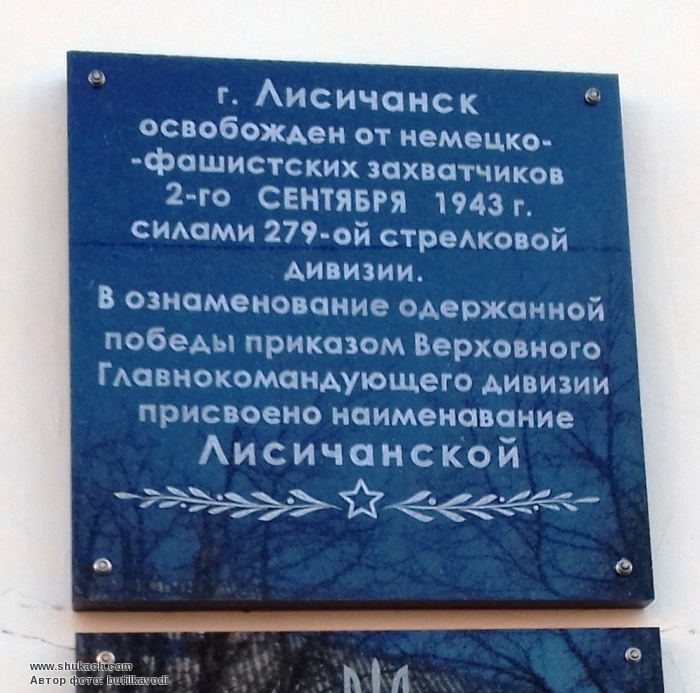 г. Лисичанск
освобожден от немецко-
-фашистских захватчиков
2-го СЕНТЯБРЯ 1943 г.
силами 279-ой стрелковой
дивизии.
В ознаменование одержанной
победы приказом Верховного
Главнокомандующего дивизии
присвоено наименавание
Лисичанской
www.shukach.com
Автор фото: butilkavodi